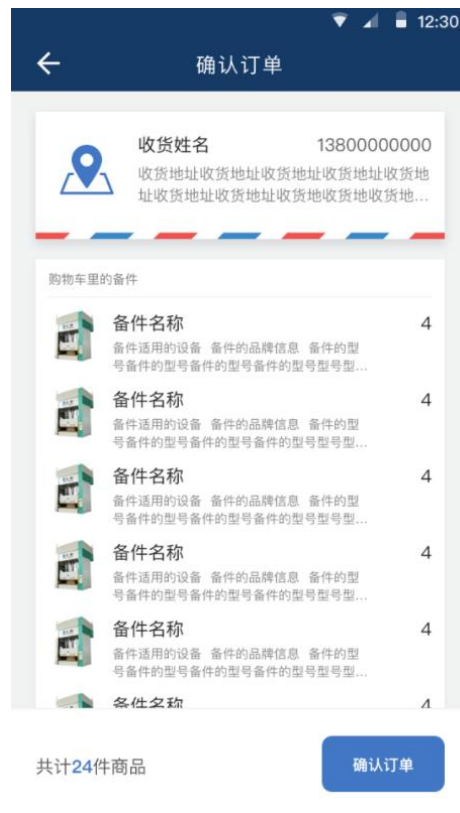 12:30
确认订单
收货姓名 13800000000
收货地址收货地址收货地址收货地址收货地
址收货地址收货地址收货地收货地收货地...
购物车里的备件
备件名称 4
备件适用的设备 备件的品牌信息 备件的型
号备件的型号备件的型号备件的型号型号型...
备件名称 4
备件适用的设备 备件的品牌信息 备件的型
号备件的型号备件的型号备件的型号型号型...
备件名称 4
备件适用的设备 备件的品牌信息 备件的型
号备件的型号备件的型号备件的型号型号型...
备件名称 4
备件适用的设备 备件的品牌信息 备件的型
号备件的型号备件的型号备件的型号型号型...
备件名称 4
备件适用的设备 备件的品牌信息 备件的型
号备件的型号备件的型号备件的型号型号型...
备件名称 4
共计24件商品
确认订单